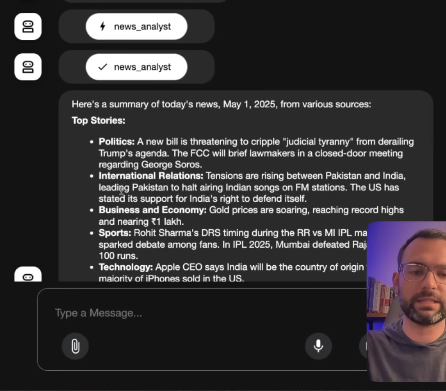 news_analyst
news_analyst
Here's a summary of today's news, May 1, 2025, from various sources:
Top Stories:
• Politics: A new bill is threatening to cripple "judicial tyranny" from derailing
Trump's agenda. The FCC will brief lawmakers in a closed-door meeting
regarding George Soros.
• International Relations: Tensions are rising between Pakistan and India,
leading Pakistan to halt airing Indian songs on FM stations. The US has
stated its support for India's right to defend itself.
• Business and Economy: Gold prices are soaring, reaching record highs
and nearing ₹1 lakh.
• Sports: Rohit Sharma's DRS timing during the RR vs MI IPL
sparked debate among fans. In IPL 2025, Mumbai defeated
100 runs.
• Technology: Apple CEO says India will be the country of origin
majority of iPhones sold in the US.
Type a Message...